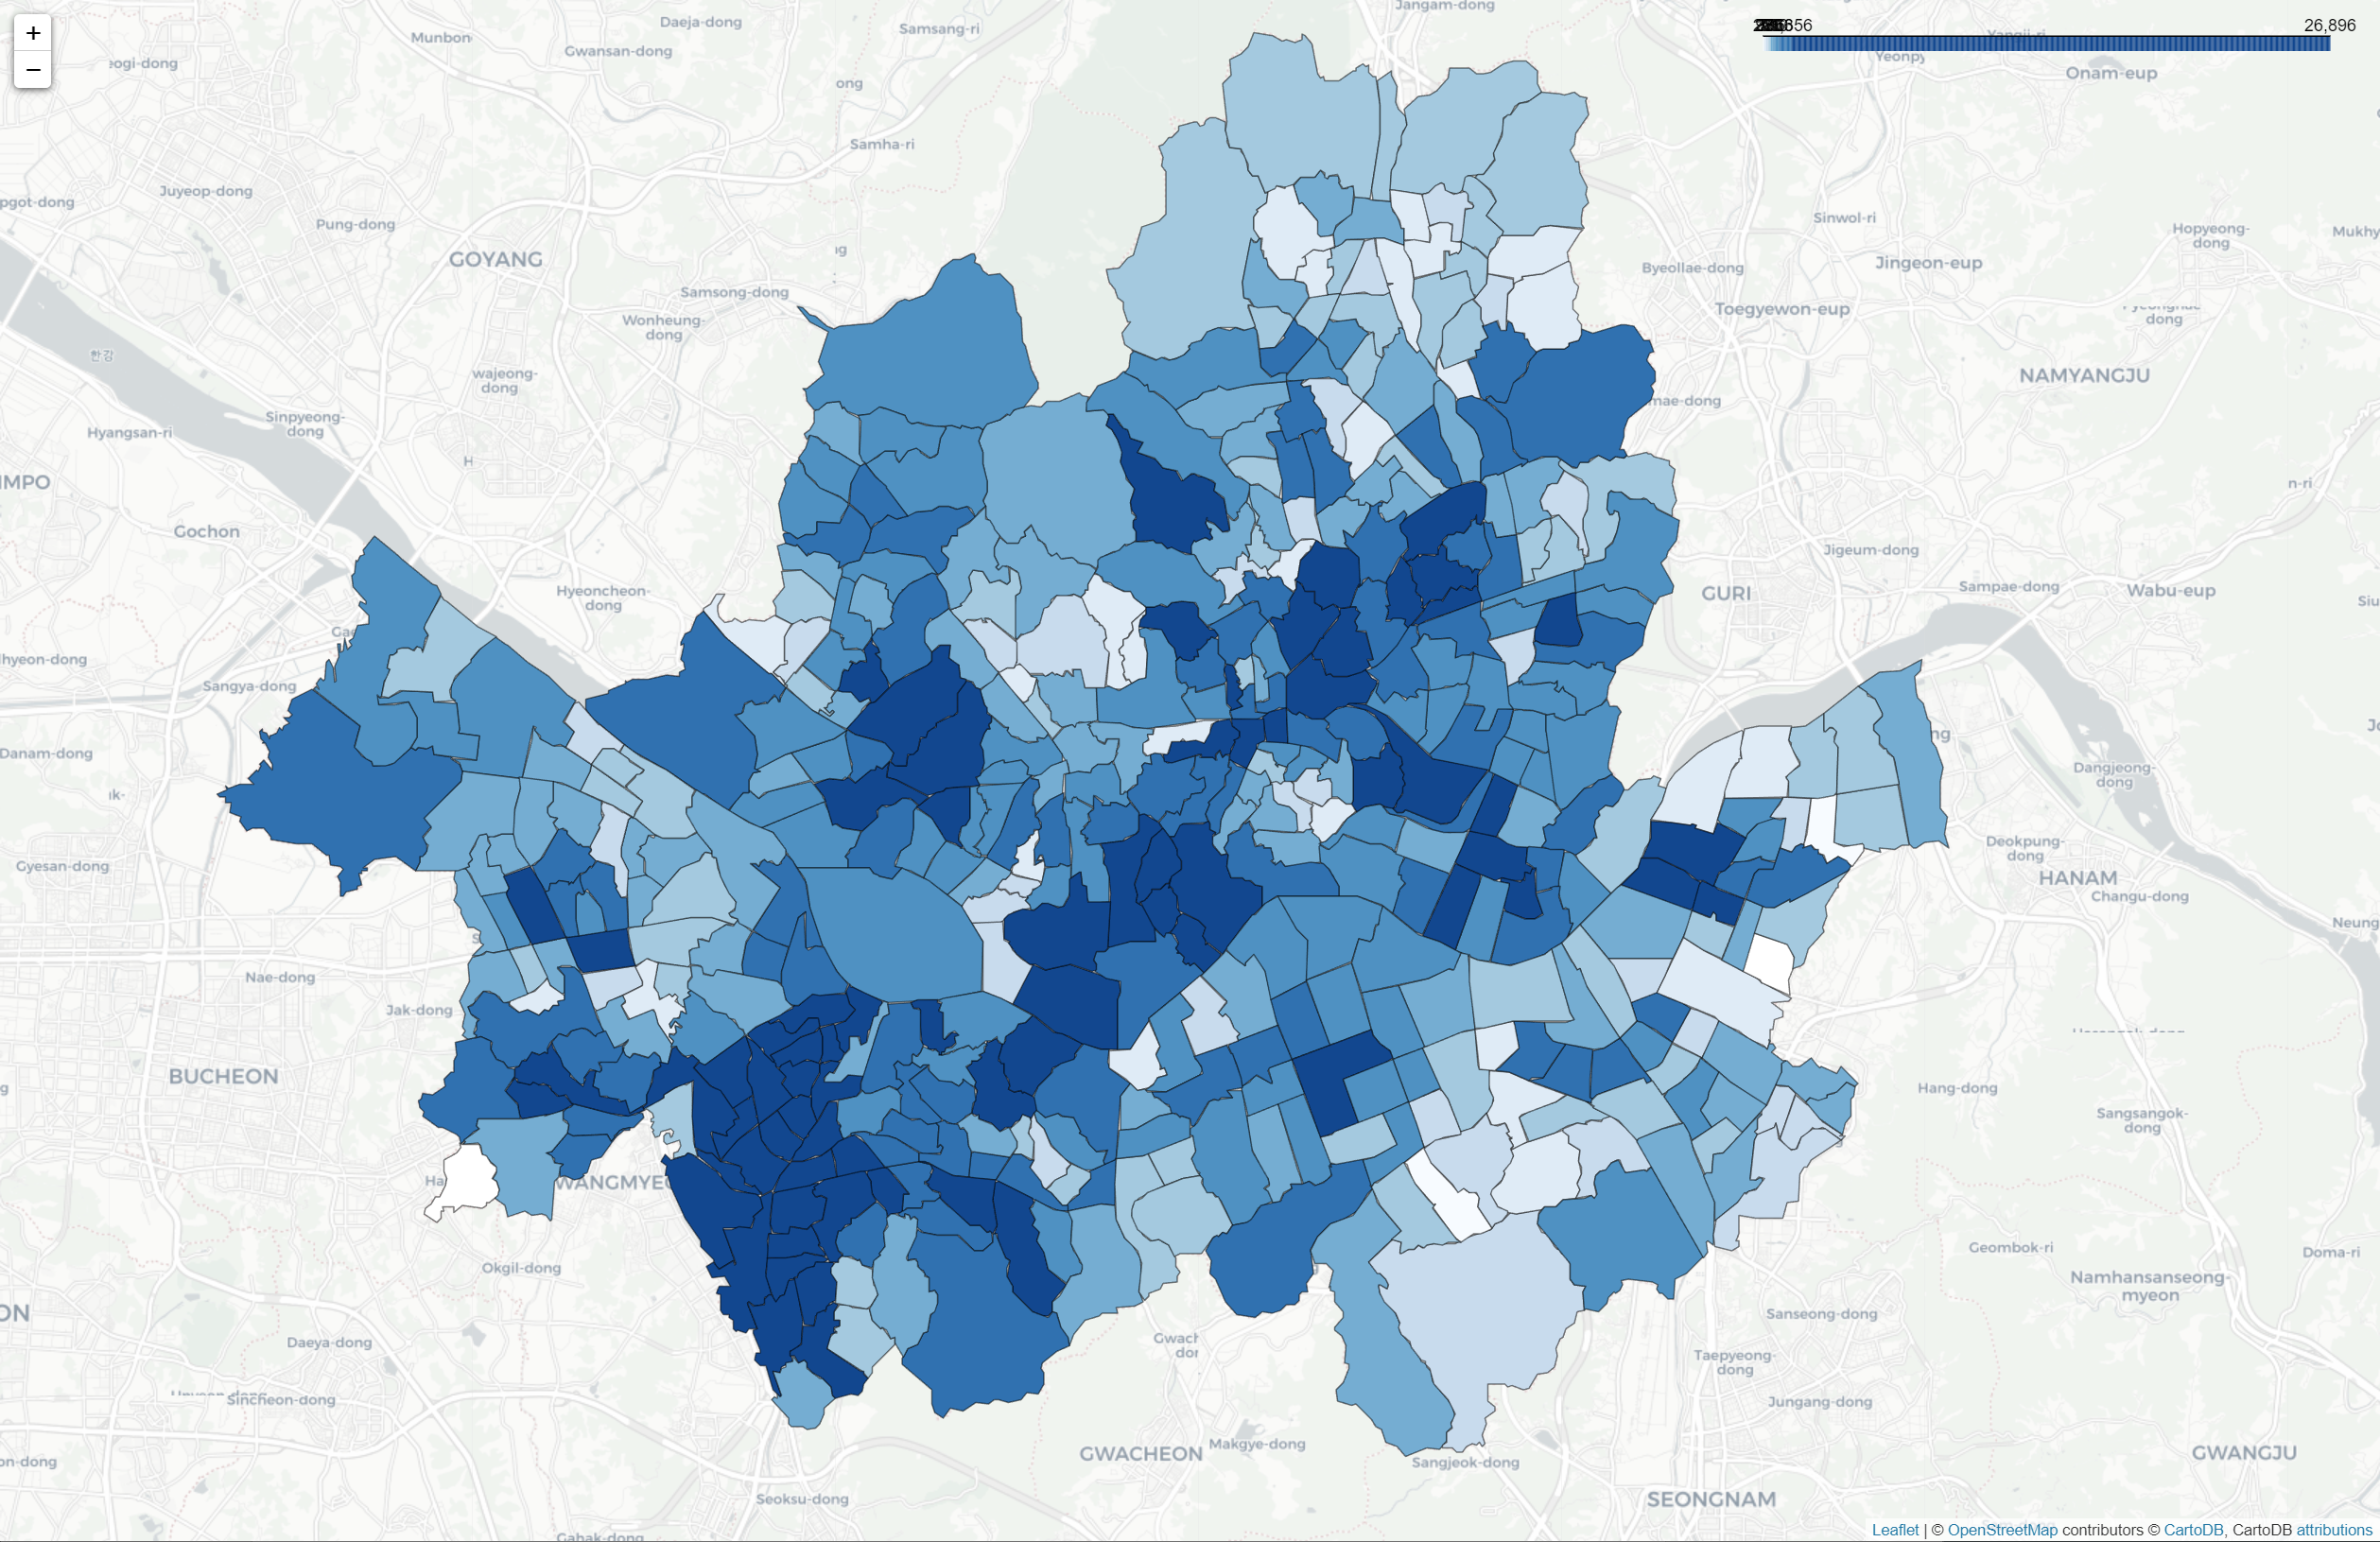 +
−
26,896
Jangam-dong
Daeja-dong
Munbon
Samsang-ri
Gwansan-dong
Yeonpy
Onam-eup
ong
Samha-ri
Juyeop-dong
Sinwol-ri
Pung-dong
Hopyeong-
dong
Mukhy
GOYANG
Jingeon-eup
Byeollae-dong
Samsong-dong
Toegyewon-eup
dong
Wonheung-
dong
한강
wajeong-
dong
NAMYANGJU
mae-dong
Sinpyeong-
dong
Hyangsan-ri
H
IMPO
n-ri
Gochon
Jigeum-dong
Hyeoncheon-
dong
Sampae-dong
Wabu-eup
GURI
Siu
lhyeon-dong
Sangya-dong
Danam-dong
ng
Dangjeong-
dong
ik-
Deokpung-
dong
Gyesan-dong
HANAM
Changu-dong
Neung
Nae-dong
Jak-dong
BUCHEON
Hang-dong
Sangsangok-
dong
Ha
WANGMYEO
Geombok-ri
Doma-ri
Okgil-dong
Namhansanseong-
myeon
ON
Sanseong-dong
Daeya-dong
Gwach
dor
Taepyeong-
dong
Sincheon-dong
Jungang-dong
GWACHEON
Makgye-dong
GWANGJU
on-dong
Sangjeok-dong
Seoksu-dong
SEONGNAM
Gahak-dong
Leaflet | © OpenStreetMap contributors © CartoDB, CartoDB attributions